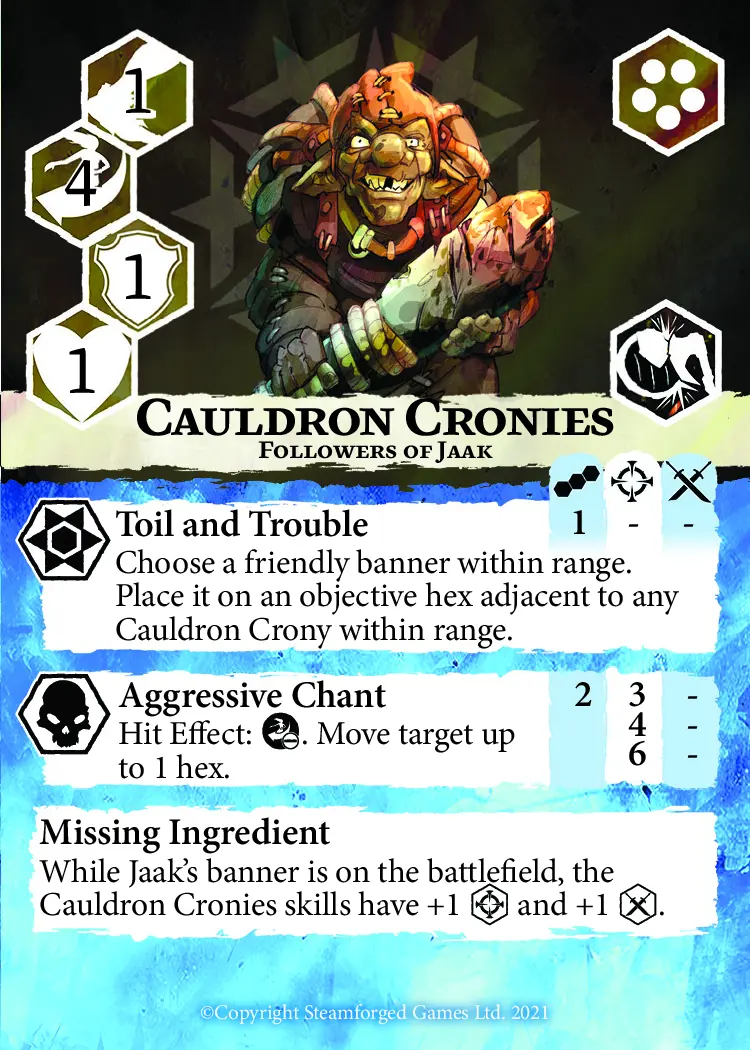 1
4
1
1
Cauldron Cronies
Followers of Jaak
Toil and Trouble 1 - -
Choose a friendly banner within range.
Place it on an objective hex adjacent to any
Cauldron Crony within range.
Aggressive Chant 2 3 -
Hit Effect: . Move target up 4 -
to 1 hex. 6 -
Missing Ingredient
While Jaak’s banner is on the battlefield, the
Cauldron Cronies skills have +1 and +1 .
©Copyright Steamforged Games Ltd. 2021